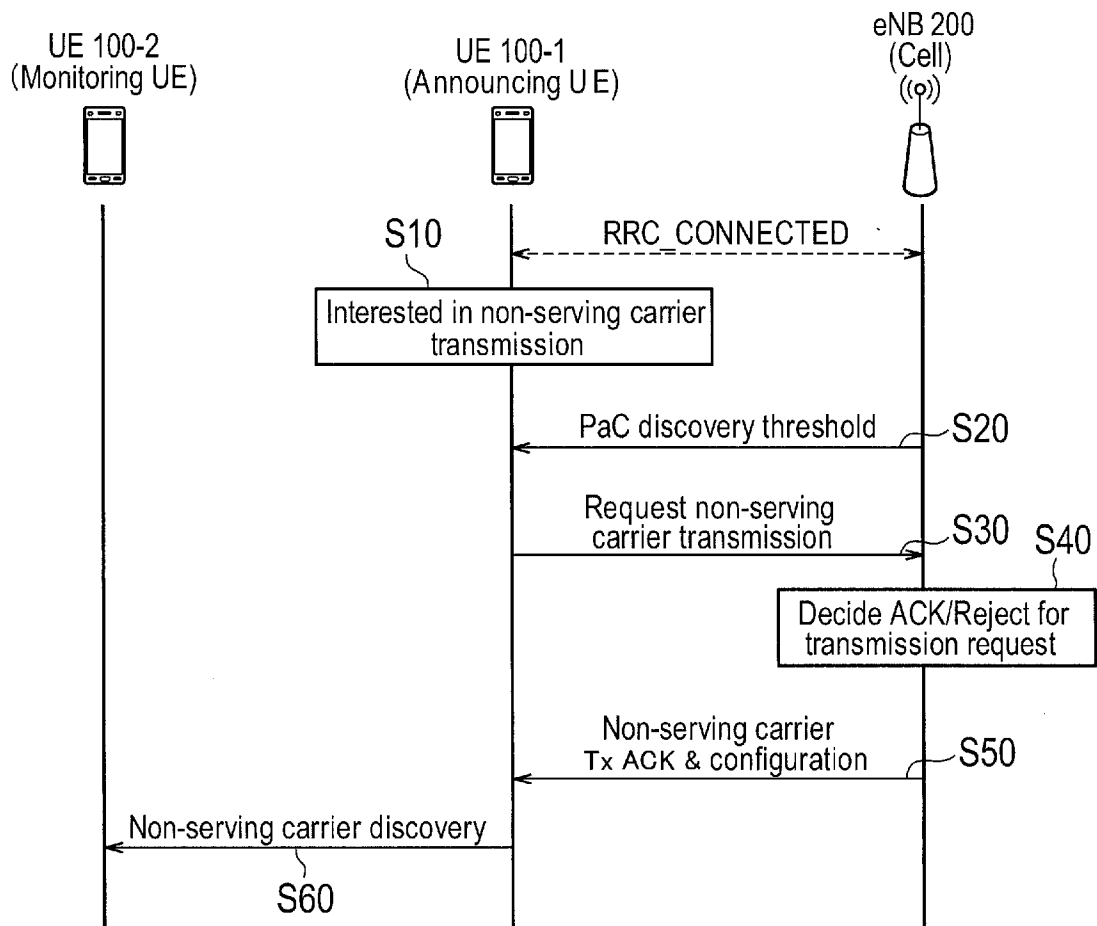 UE 100-2
(Monitoring UE)
UE 100-1
(Announcing UE)
eNB 200
(Cell)
RRC_CONNECTED
S10
Interested in non-serving carrier
transmission
PaC discovery threshold
S20
Request non-serving
carrier transmission
S30
S40
Decide ACK/Reject for
transmission request
Non-serving carrier
Tx ACK & configuration
S50
Non-serving carrier discovery
S60